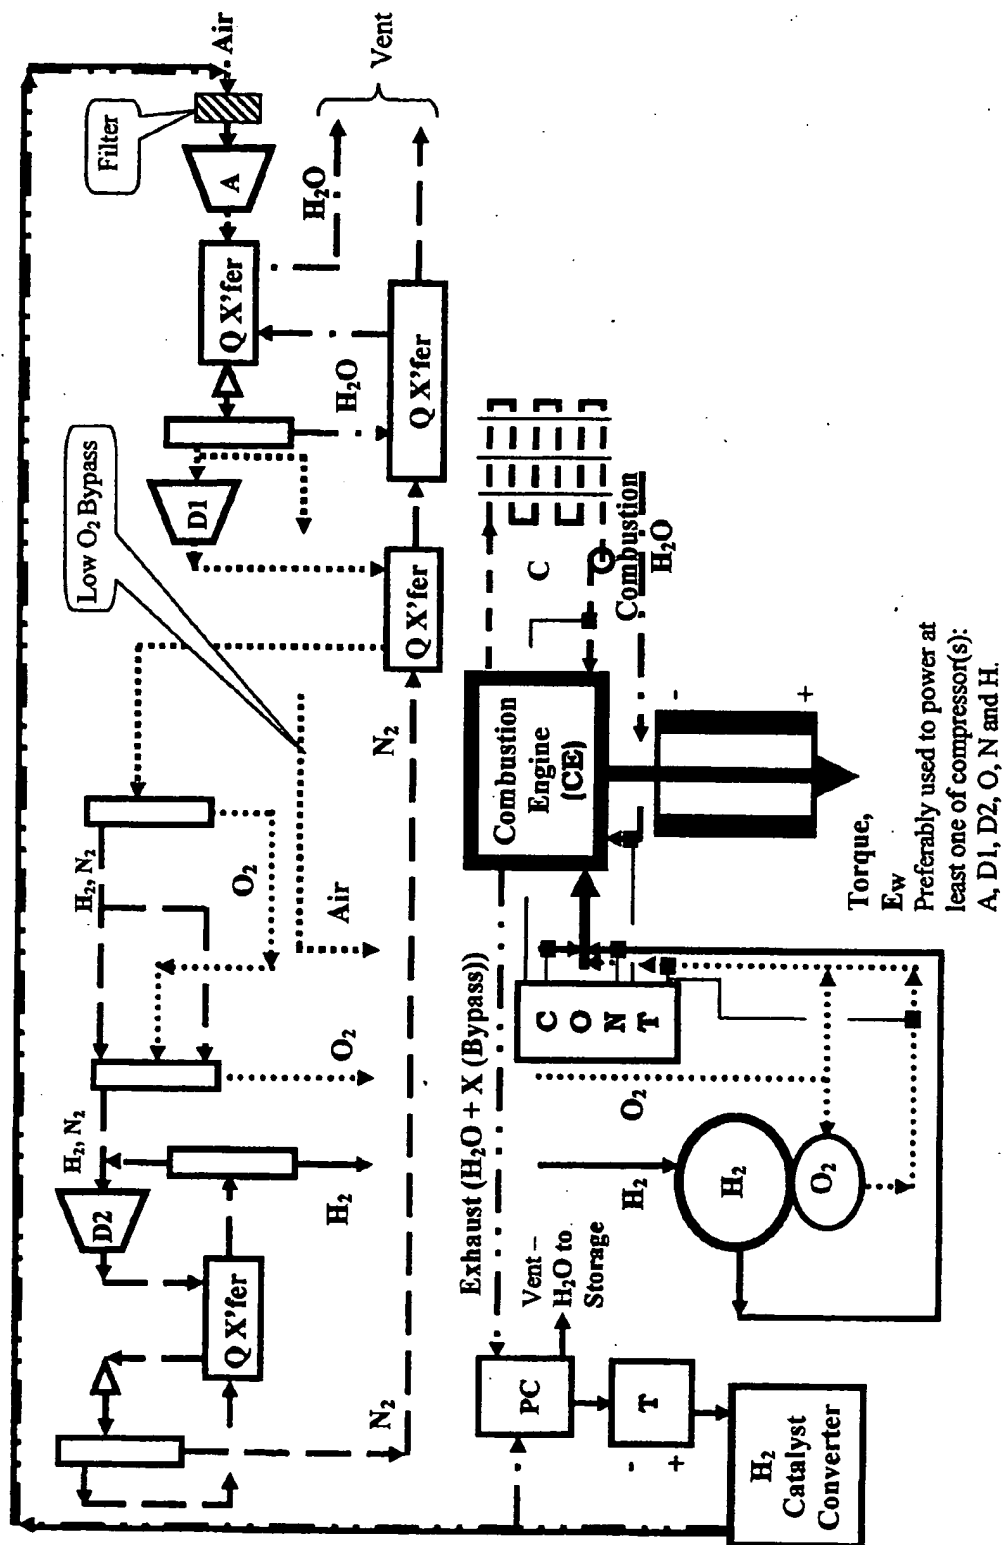 Air
Filter
Vent
A
H₂O
Q X'fer
H₂O
Q X'fer
D1
Low O₂ Bypass
Q X'fer
N₂
H₂, N₂
O₂
Air
H₂, N₂
O₂
D2
H₂
Q X'fer
N₂
C
Combustion
H₂O
Combustion
Engine
(CE)
-
+
Torque,
Ew
Preferably used to power at
least one of compressor(s):
A, D1, D2, O, N and H.
Exhaust (H₂O + X (Bypass))
C
O
N
T
O₂
H₂
H₂
O₂
Vent –
H₂O to
Storage
PC
T
-
+
H₂
Catalyst
Converter